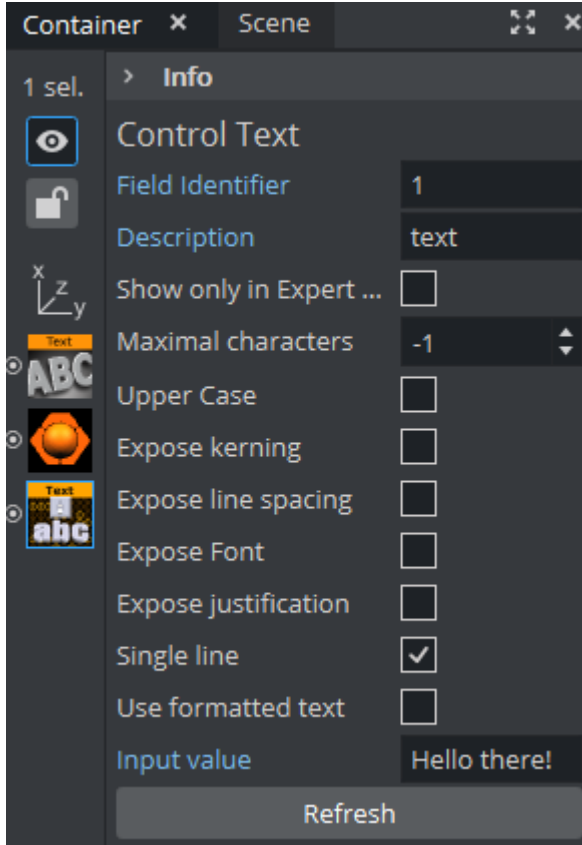 Container × Scene ×
1 sel.
> Info
Control Text
Field Identifier 1
Description text
Show only in Expert ...
Maximal characters -1
Upper Case
Expose kerning
Expose line spacing
Expose Font
Expose justification
Single line
Use formatted text
Input value Hello there!
Refresh
x
z
y
Text
ABC
Text
abc